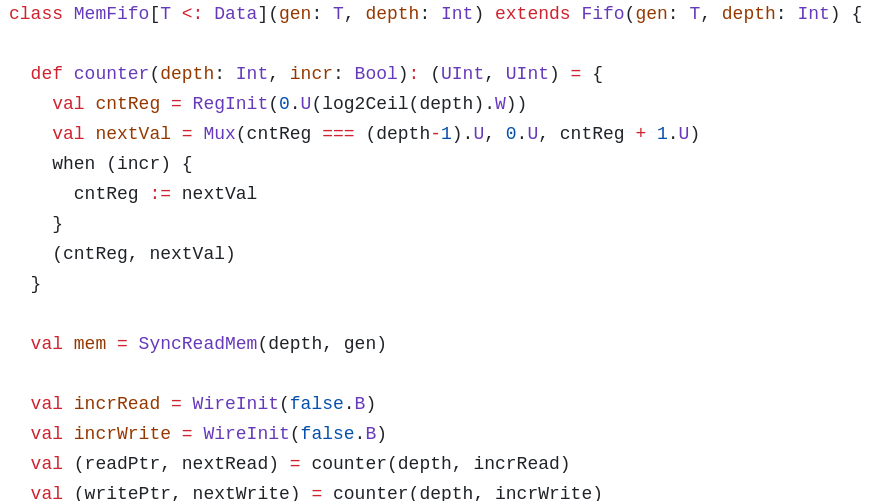 class MemFifo[T <: Data](gen: T, depth: Int) extends Fifo(gen: T, depth: Int) {
def counter(depth: Int, incr: Bool): (UInt, UInt) = {
val cntReg = RegInit(0.U(log2Ceil(depth).W))
val nextVal = Mux(cntReg === (depth-1).U, 0.U, cntReg + 1.U)
when (incr) {
cntReg := nextVal
}
(cntReg, nextVal)
}
val mem = SyncReadMem(depth, gen)
val incrRead = WireInit(false.B)
val incrWrite = WireInit(false.B)
val (readPtr, nextRead) = counter(depth, incrRead)
val (writePtr, nextWrite) = counter(depth, incrWrite)